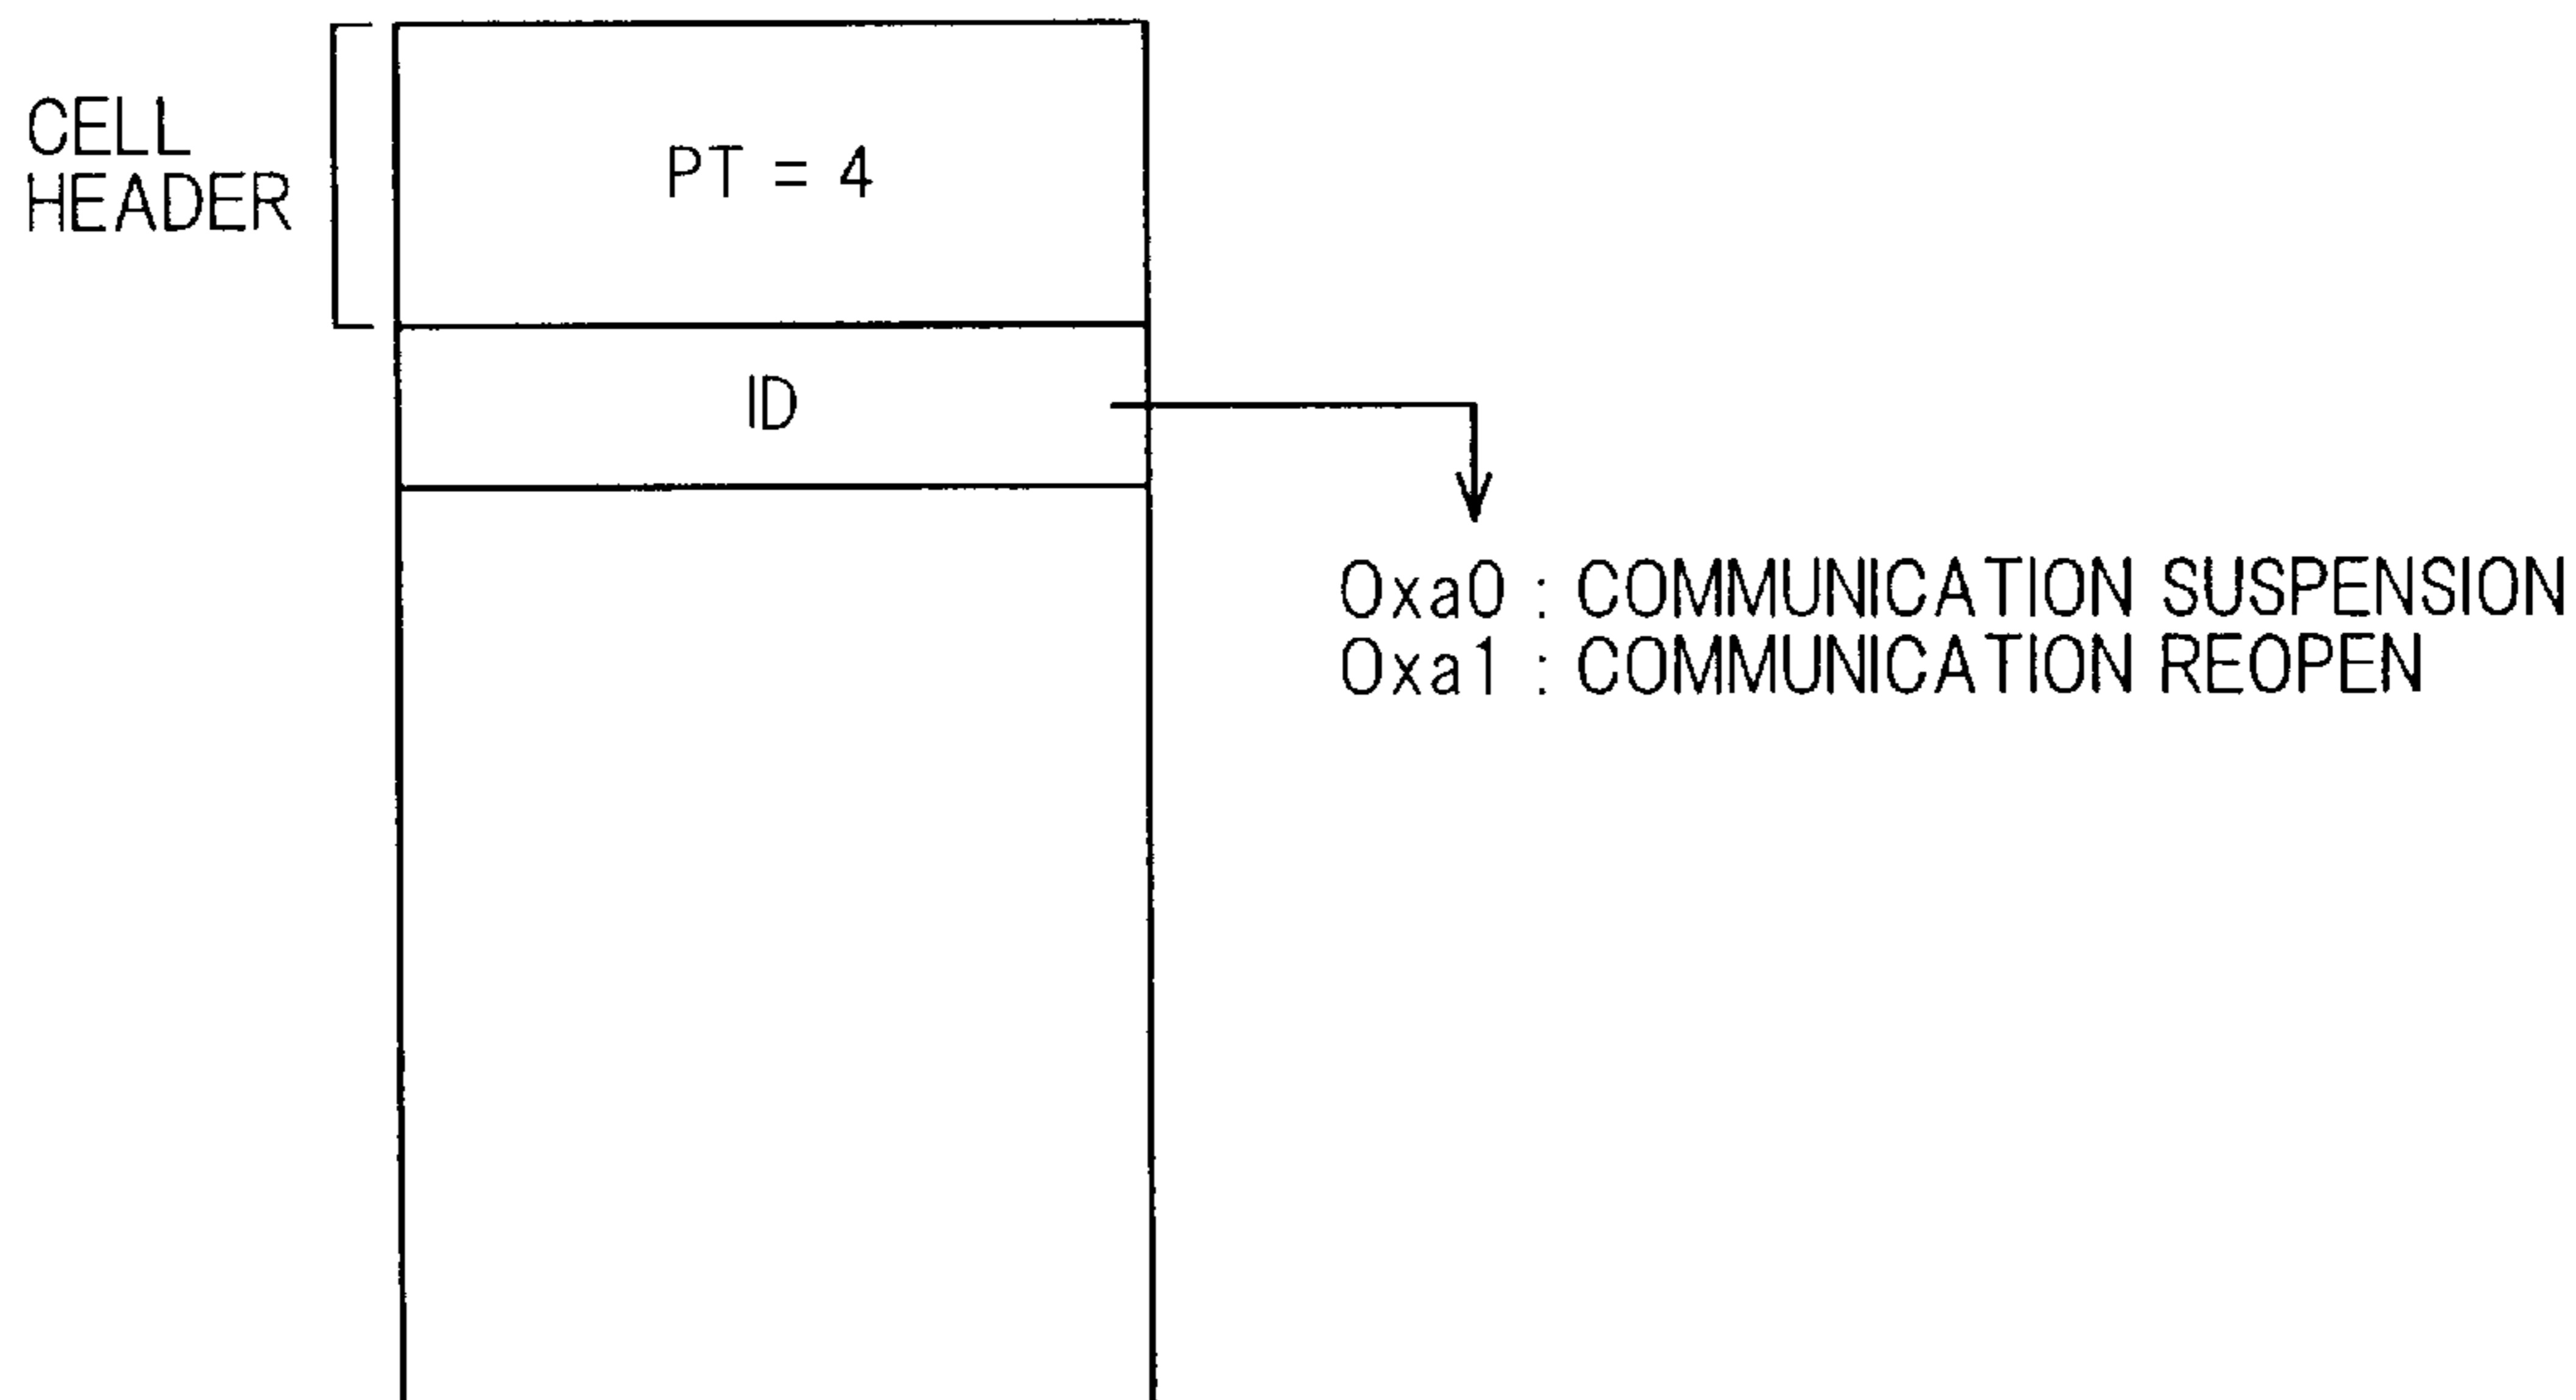 CELL
HEADER
PT = 4
ID
0xa0 : COMMUNICATION SUSPENSION
0xa1 : COMMUNICATION REOPEN